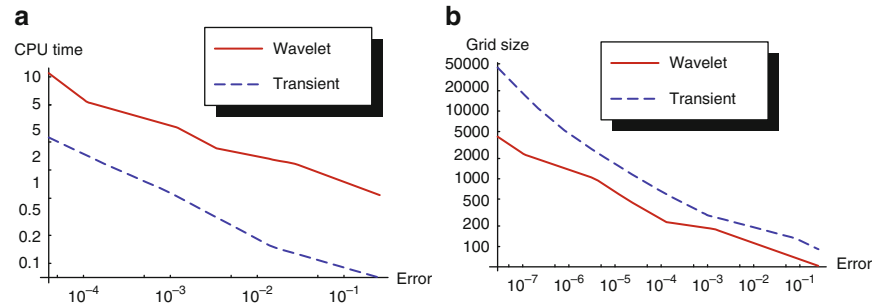 a
CPU time
Wavelet
Transient
10
5
5
2
1
0.5
0.2
0.1
10−4
10−3
10−2
10−1
Error
b
Grid size
Wavelet
Transient
50000
10000
5000
2000
1000
500
200
100
10−7
10−6
10−5
10−4
10−3
10−2
10−1
Error